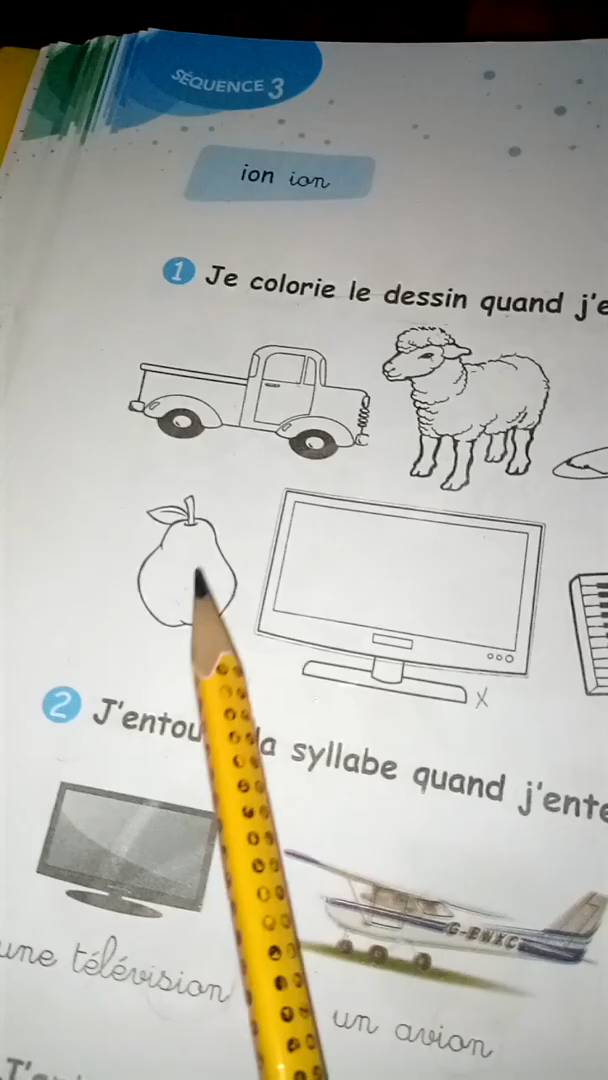 SÉQUENCE 3
ion ion
1 Je colorie le dessin quand j'e
X
2 J'entou la syllabe quand j'ente
G-BWXC
une télévision
un avion